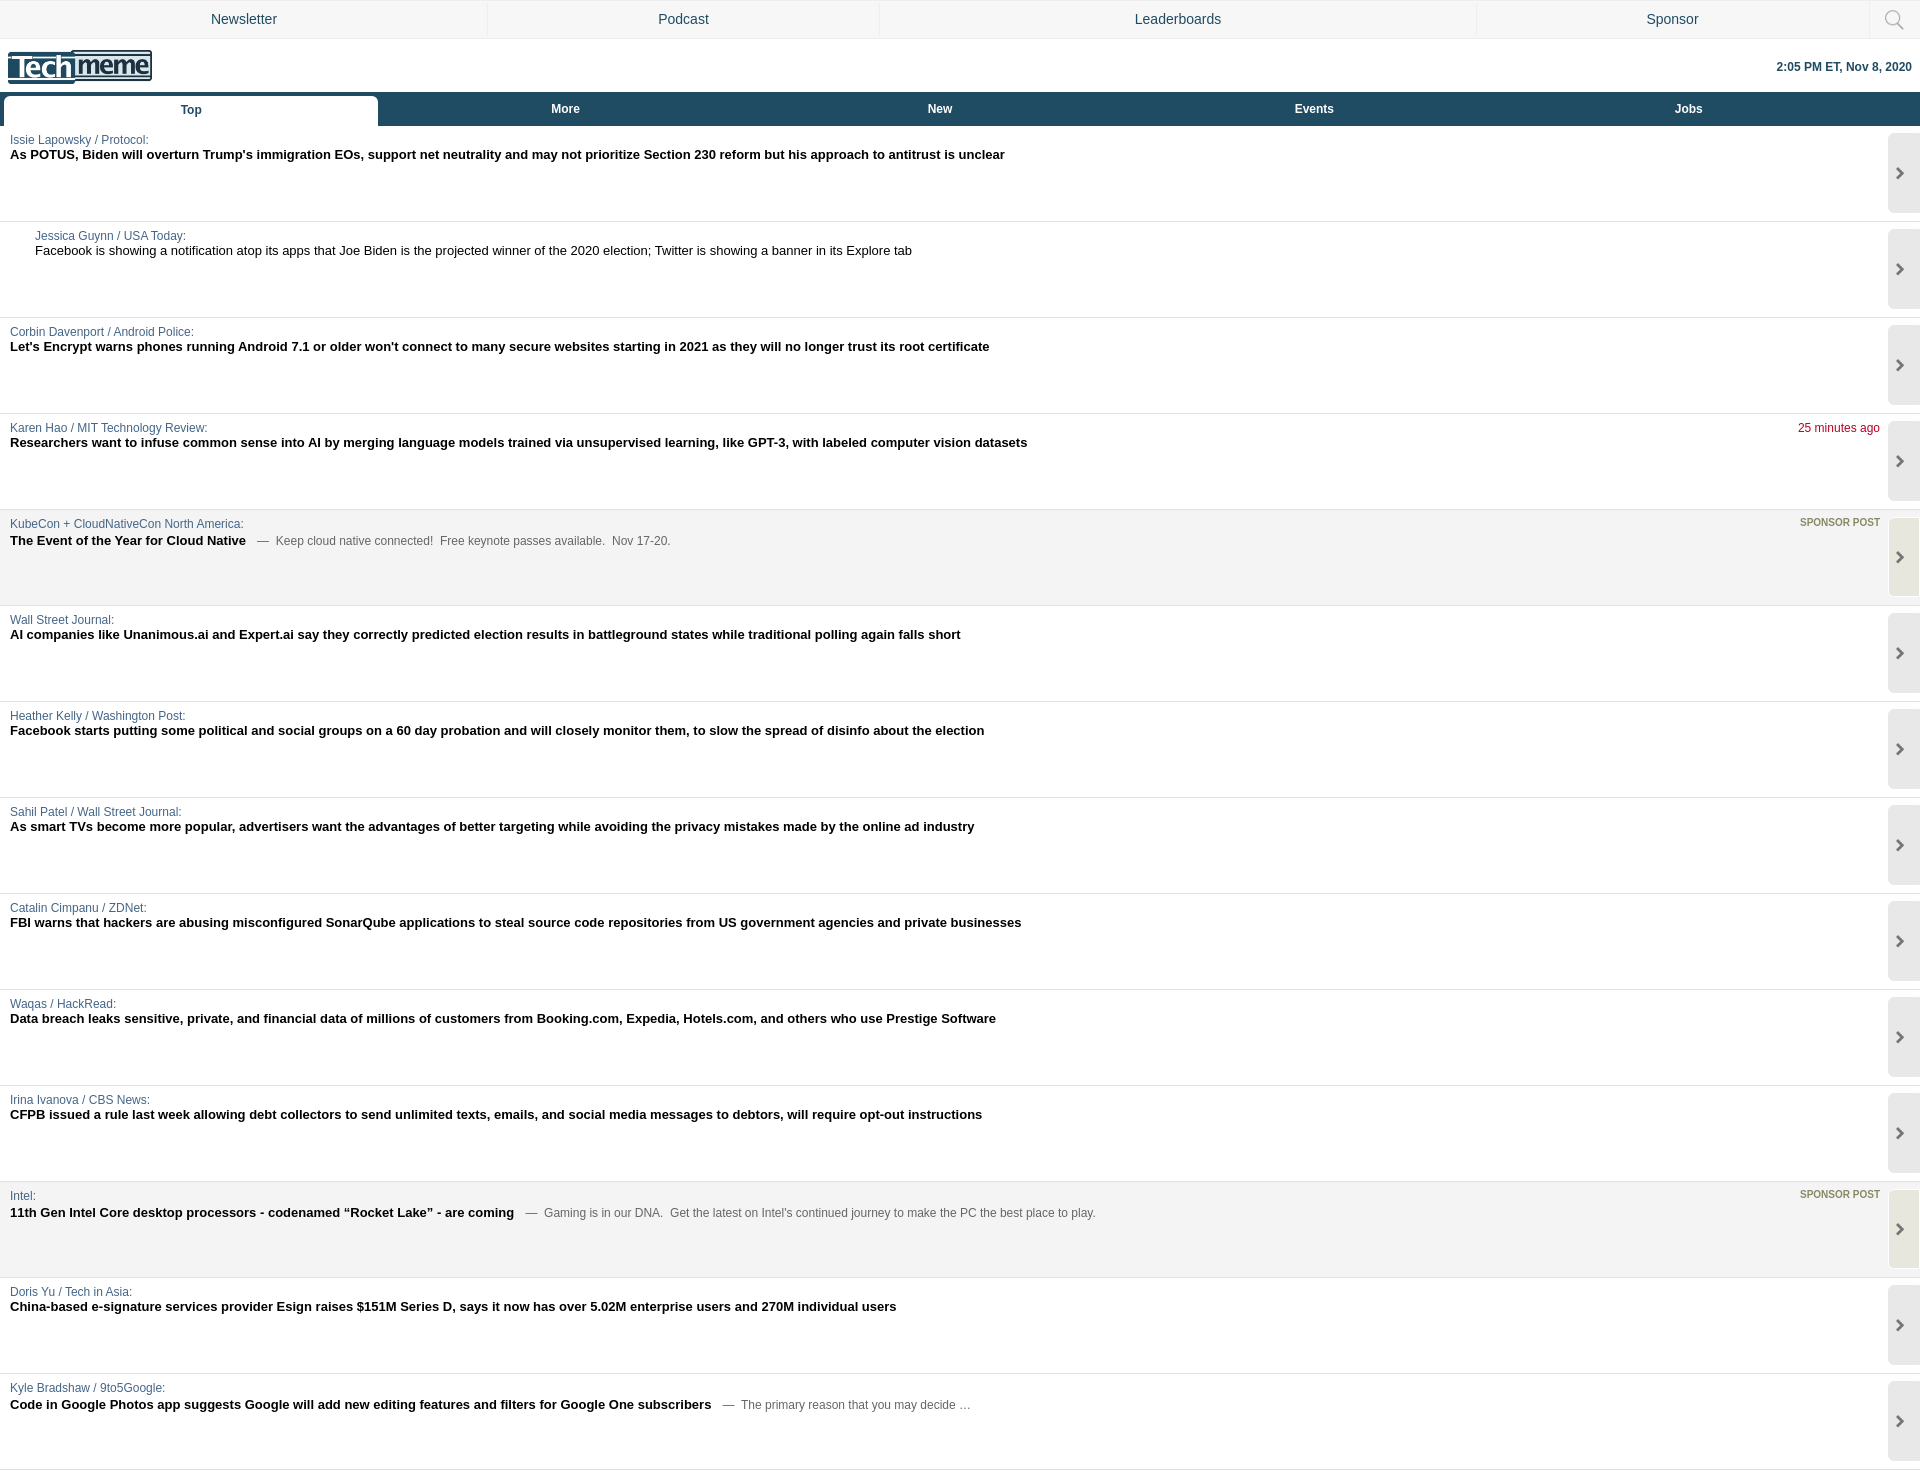 Newsletter
Podcast
Leaderboards
Sponsor
Techmeme
2:05 PM ET, Nov 8, 2020
Top
More
New
Events
Jobs
Issie Lapowsky / Protocol:
As POTUS, Biden will overturn Trump's immigration EOs, support net neutrality and may not prioritize Section 230 reform but his approach to antitrust is unclear
Jessica Guynn / USA Today:
Facebook is showing a notification atop its apps that Joe Biden is the projected winner of the 2020 election; Twitter is showing a banner in its Explore tab
Corbin Davenport / Android Police:
Let's Encrypt warns phones running Android 7.1 or older won't connect to many secure websites starting in 2021 as they will no longer trust its root certificate
Karen Hao / MIT Technology Review:
25 minutes ago
Researchers want to infuse common sense into AI by merging language models trained via unsupervised learning, like GPT-3, with labeled computer vision datasets
KubeCon + CloudNativeCon North America:
SPONSOR POST
The Event of the Year for Cloud Native — Keep cloud native connected! Free keynote passes available. Nov 17-20.
Wall Street Journal:
AI companies like Unanimous.ai and Expert.ai say they correctly predicted election results in battleground states while traditional polling again falls short
Heather Kelly / Washington Post:
Facebook starts putting some political and social groups on a 60 day probation and will closely monitor them, to slow the spread of disinfo about the election
Sahil Patel / Wall Street Journal:
As smart TVs become more popular, advertisers want the advantages of better targeting while avoiding the privacy mistakes made by the online ad industry
Catalin Cimpanu / ZDNet:
FBI warns that hackers are abusing misconfigured SonarQube applications to steal source code repositories from US government agencies and private businesses
Waqas / HackRead:
Data breach leaks sensitive, private, and financial data of millions of customers from Booking.com, Expedia, Hotels.com, and others who use Prestige Software
Irina Ivanova / CBS News:
CFPB issued a rule last week allowing debt collectors to send unlimited texts, emails, and social media messages to debtors, will require opt-out instructions
Intel:
SPONSOR POST
11th Gen Intel Core desktop processors - codenamed “Rocket Lake” - are coming — Gaming is in our DNA. Get the latest on Intel's continued journey to make the PC the best place to play.
Doris Yu / Tech in Asia:
China-based e-signature services provider Esign raises $151M Series D, says it now has over 5.02M enterprise users and 270M individual users
Kyle Bradshaw / 9to5Google:
Code in Google Photos app suggests Google will add new editing features and filters for Google One subscribers — The primary reason that you may decide …